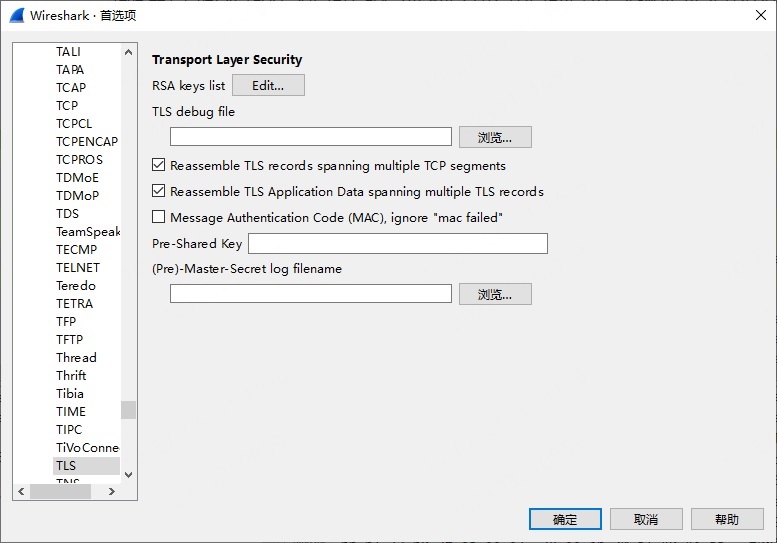 Wireshark · 首选项
TALI
TAPA
TCAP
TCP
TCPCL
TCPENCAP
TCPROS
TDMoE
TDMoP
TDS
TeamSpeak
TECMP
TELNET
Teredo
TETRA
TFP
TFTP
Thread
Thrift
Tibia
TIME
TIPC
TiVoConne
TLS
TNS
Transport Layer Security
RSA keys list
Edit...
TLS debug file
浏览...
Reassemble TLS records spanning multiple TCP segments
Reassemble TLS Application Data spanning multiple TLS records
Message Authentication Code (MAC), ignore "mac failed"
Pre-Shared Key
(Pre)-Master-Secret log filename
浏览...
确定
取消
帮助